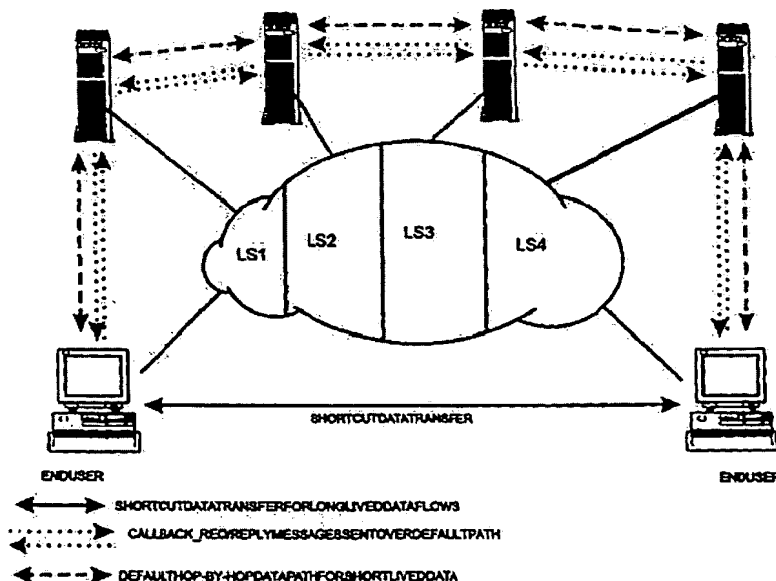 LS1
LS2
LS3
LS4
SHORTCUTDATATRANSFER
ENDUSER
ENDUSER
SHORTCUTDATATRANSFERFORLONGLIVEDDATAFLOWS
CALLBACK_REQ/REPLYMESSAGESSENTOVERDEFAULTPATH
DEFAULTHOP-BY-HOPDATAPATHFORSHORTLIVEDDATA